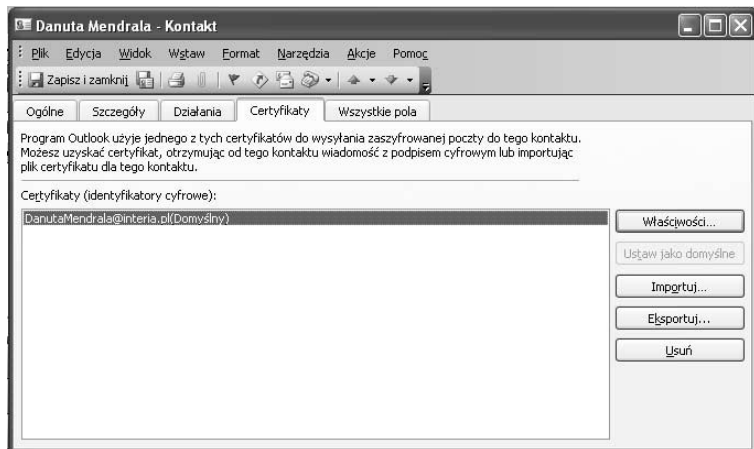 Danuta Mendrala - Kontakt
Plik Edycja Widok Wstaw Format Narzędzia Akcje Pomoc
Zapisz i zamknij
Ogólne Szczegóły Działania Certyfikaty Wszystkie pola
Program Outlook użyje jednego z tych certyfikatów do wysyłania zaszyfrowanej poczty do tego kontaktu.
Możesz uzyskać certyfikat, otrzymując od tego kontaktu wiadomość z podpisem cyfrowym lub importując
plik certyfikatu dla tego kontaktu.
Certyfikaty (identyfikatory cyfrowe):
DanutaMendrala@interia.pl(Domyślny)
Właściwości...
Ustaw jako domyślne
Importuj...
Eksportuj...
Usuń